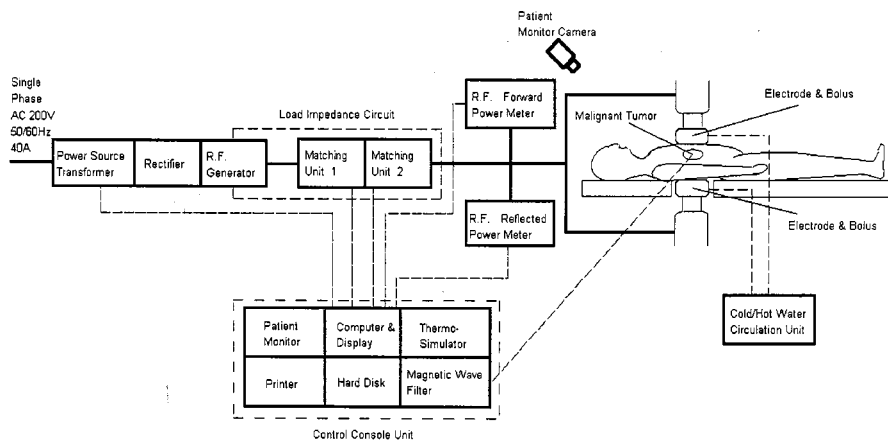 Patient
Monitor Camera
Single
Phase
AC 200V
50/60Hz
40A
Load Impedance Circuit
R.F. Forward
Power Meter
Electrode & Bolus
Malignant Tumor
Power Source
Transformer
Rectifier
R.F.
Generator
Matching
Unit 1
Matching
Unit 2
R.F. Reflected
Power Meter
Electrode & Bolus
Cold/Hot Water
Circulation Unit
Patient
Monitor
Computer &
Display
Thermo-
Simulator
Printer
Hard Disk
Magnetic Wave
Filter
Control Console Unit